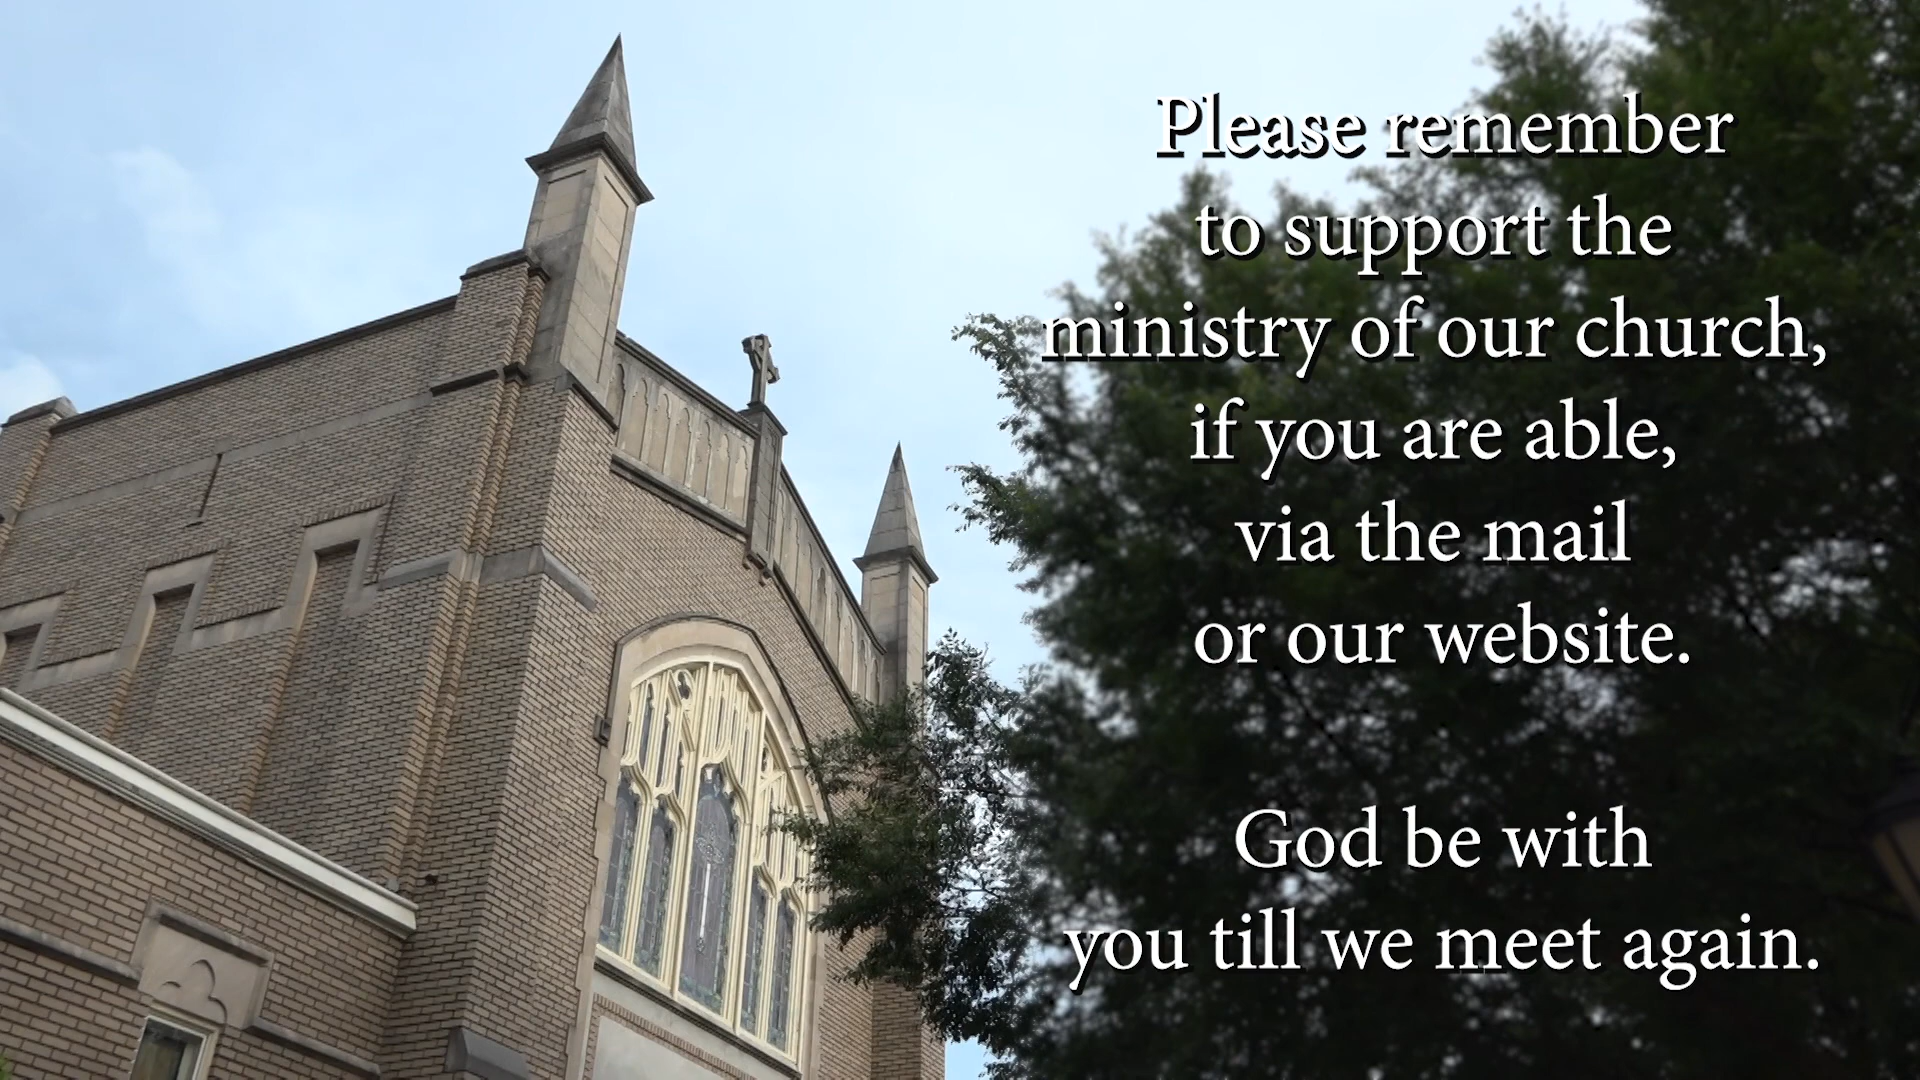 Please remember
to support the
ministry of our church,
if you are able,
via the mail
or our website.
God be with
you till we meet again.